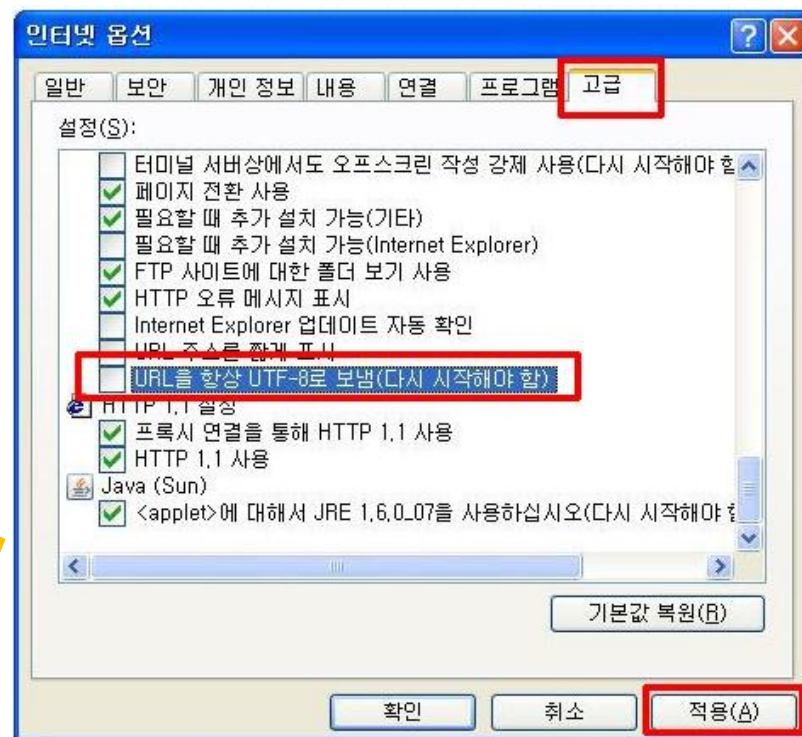 인터넷 옵션
일반 보안 개인 정보 내용 연결 프로그램 고급
설정(S):
터미널 서버상에서도 오프스크린 작성 강제 사용(다시 시작해야 함
페이지 전환 사용
필요할 때 추가 설치 가능(기타)
필요할 때 추가 설치 가능(Internet Explorer)
FTP 사이트에 대한 폴더 보기 사용
HTTP 오류 메시지 표시
Internet Explorer 업데이트 자동 확인
URL 주소를 짧게 표시
URL을 항상 UTF-8로 보냄(다시 시작해야 함)
HTTP 1.1 설정
프록시 연결을 통해 HTTP 1.1 사용
HTTP 1.1 사용
Java (Sun)
<applet>에 대해서 JRE 1.6.0_07을 사용하십시오(다시 시작해야
기본값 복원(R)
확인 취소 적용(A)